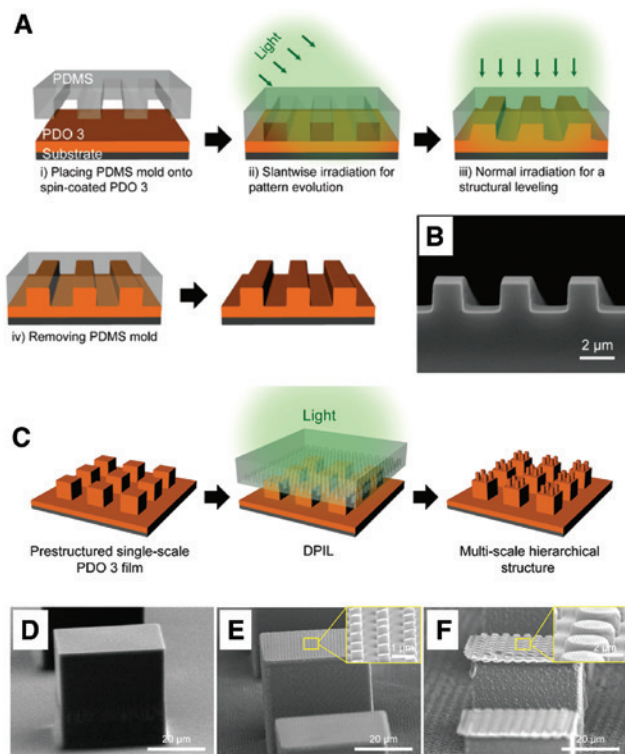 A
PDMS
PDO 3
Substrate
i) Placing PDMS mold onto
spin-coated PDO 3
Light
ii) Slantwise irradiation for
pattern evolution
iii) Normal irradiation for a
structural leveling
iv) Removing PDMS mold
B
2 µm
C
Prestructured single-scale
PDO 3 film
Light
DPIL
Multi-scale hierarchical
structure
D
20 µm
E
1 µm
20 µm
F
2 µm
20 µm